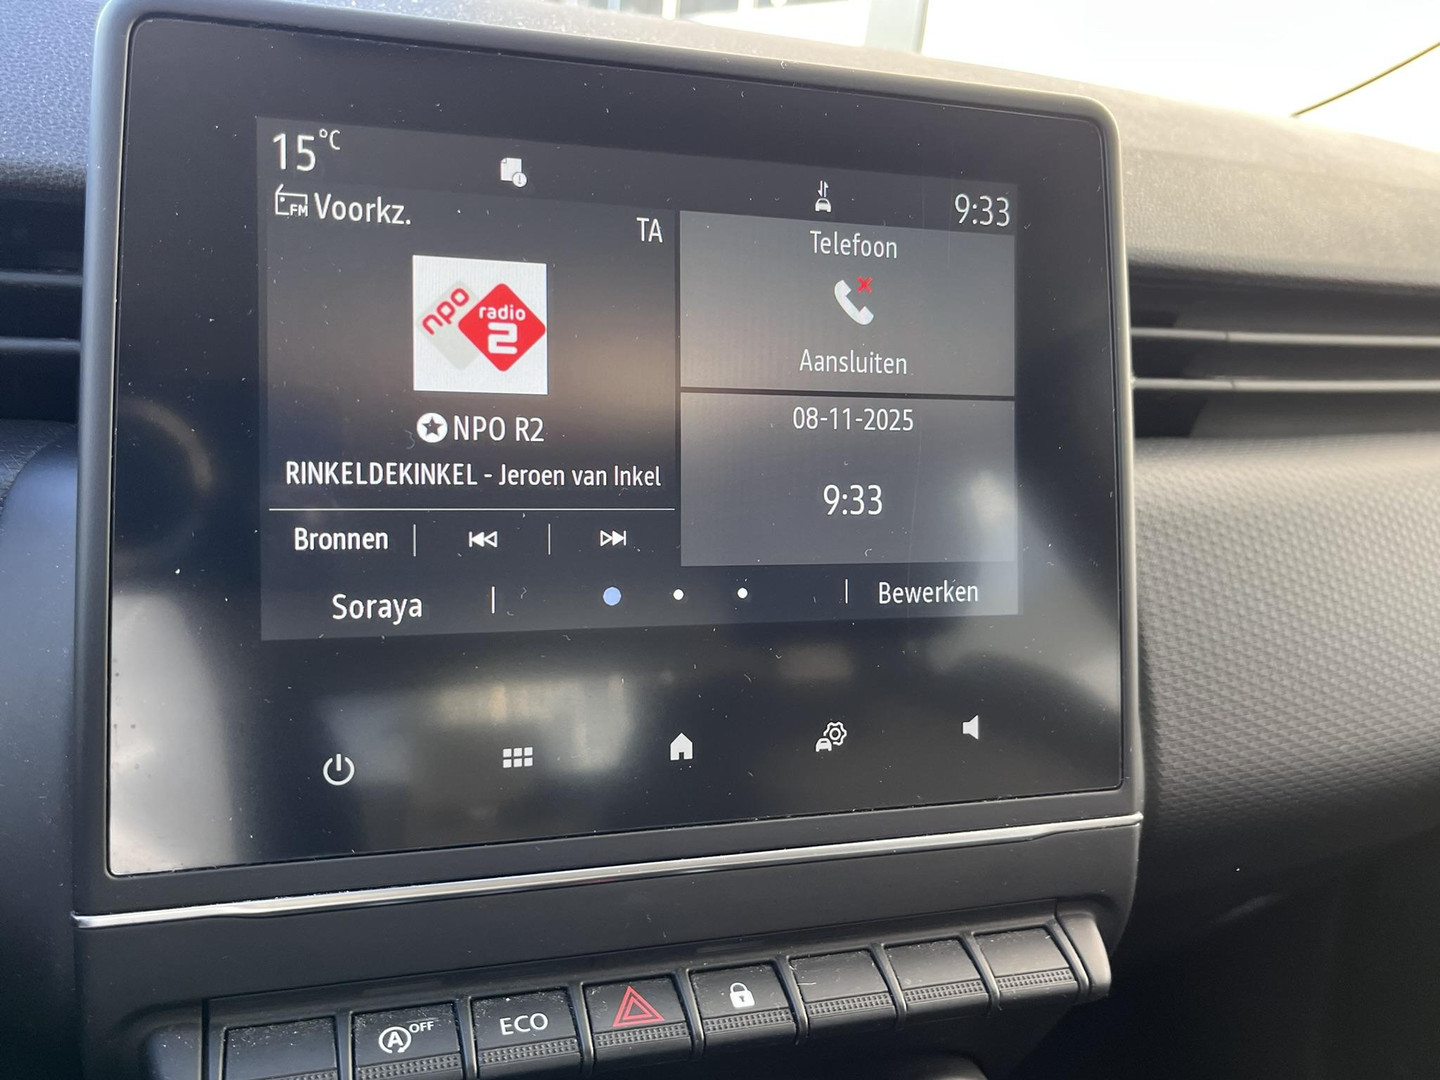 15°C
9:33
FM Voorkz.
TA
npo radio 2
NPO R2
RINKELDEKINKEL - Jeroen van Inkel
Bronnen
Telefoon
Aansluiten
08-11-2025
9:33
Soraya
Bewerken
A OFF
ECO